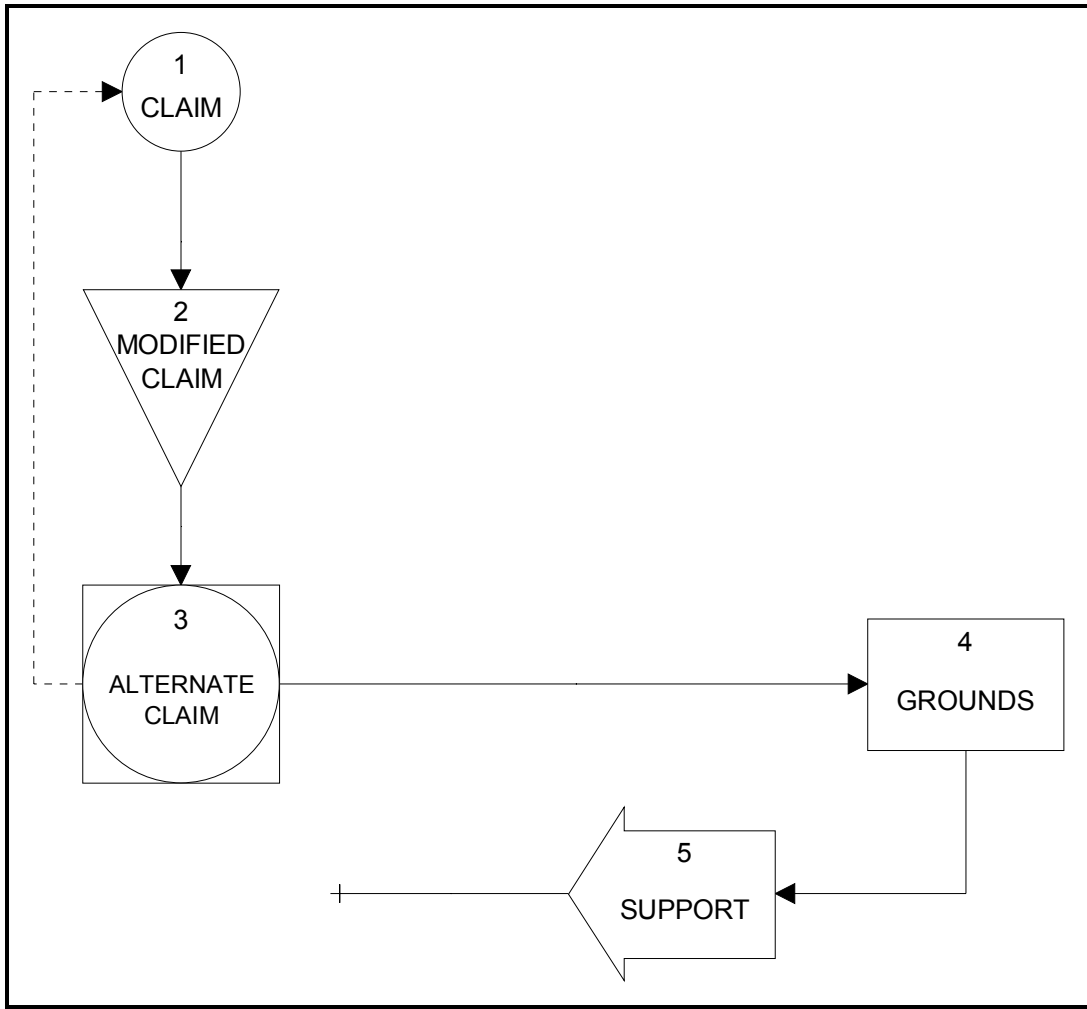 1
CLAIM
2
MODIFIED
CLAIM
3
ALTERNATE
CLAIM
4
GROUNDS
5
SUPPORT